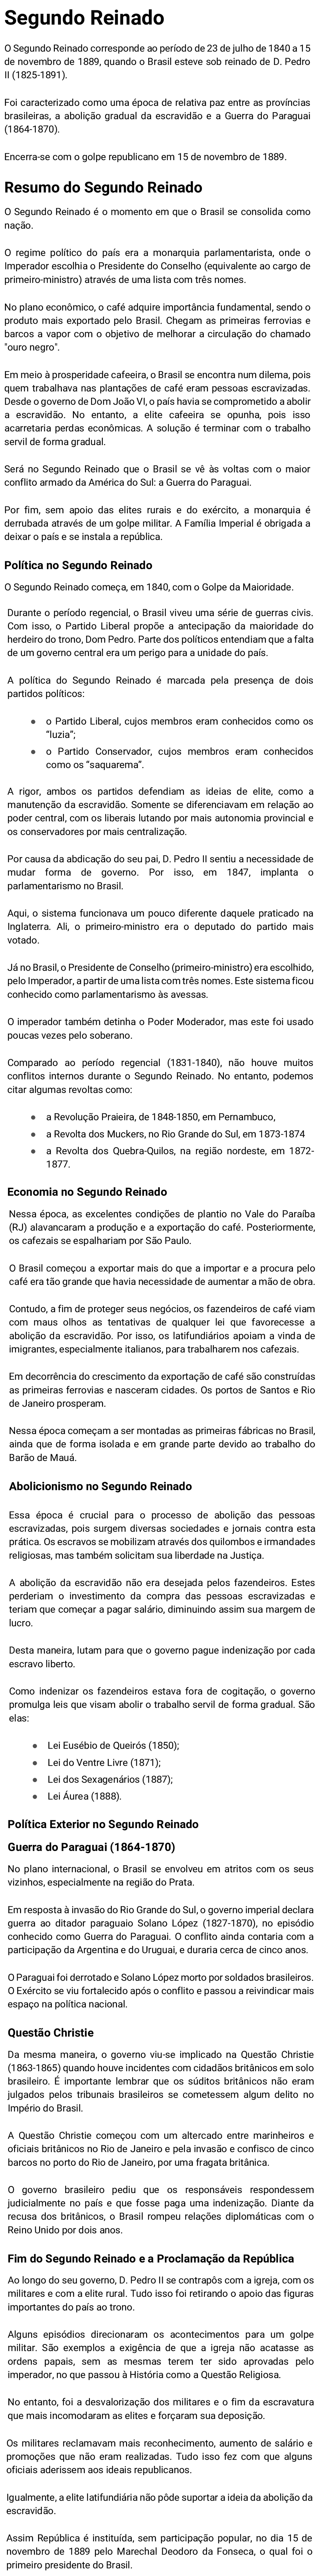 Segundo Reinado
O Segundo Reinado corresponde ao período de 23 de julho de 1840 a 15
de novembro de 1889, quando o Brasil esteve sob reinado de D. Pedro
II (1825-1891).
Foi caracterizado como uma época de relativa paz entre as províncias
brasileiras, a abolição gradual da escravidão e a Guerra do Paraguai
(1864-1870).
Encerra-se com o golpe republicano em 15 de novembro de 1889.
Resumo do Segundo Reinado
O Segundo Reinado é o momento em que o Brasil se consolida como
nação.
O regime político do país era a monarquia parlamentarista, onde o
Imperador escolhia o Presidente do Conselho (equivalente ao cargo de
primeiro-ministro) através de uma lista com três nomes.
No plano econômico, o café adquire importância fundamental, sendo o
produto mais exportado pelo Brasil. Chegam as primeiras ferrovias e
barcos a vapor com o objetivo de melhorar a circulação do chamado
"ouro negro".
Em meio à prosperidade cafeeira, o Brasil se encontra num dilema, pois
quem trabalhava nas plantações de café eram pessoas escravizadas.
Desde o governo de Dom João VI, o país havia se comprometido a abolir
a escravidão. No entanto, a elite cafeeira se opunha, pois isso
acarretaria perdas econômicas. A solução é terminar com o trabalho
servil de forma gradual.
Será no Segundo Reinado que o Brasil se vê às voltas com o maior
conflito armado da América do Sul: a Guerra do Paraguai.
Por fim, sem apoio das elites rurais e do exército, a monarquia é
derrubada através de um golpe militar. A Família Imperial é obrigada a
deixar o país e se instala a república.
Política no Segundo Reinado
O Segundo Reinado começa, em 1840, com o Golpe da Maioridade.
Durante o período regencial, o Brasil viveu uma série de guerras civis.
Com isso, o Partido Liberal propõe a antecipação da maioridade do
herdeiro do trono, Dom Pedro. Parte dos políticos entendiam que a falta
de um governo central era um perigo para a unidade do país.
A política do Segundo Reinado é marcada pela presença de dois
partidos políticos:
● o Partido Liberal, cujos membros eram conhecidos como os
“luzia”;
● o Partido Conservador, cujos membros eram conhecidos
como os “saquarema”.
A rigor, ambos os partidos defendiam as ideias de elite, como a
manutenção da escravidão. Somente se diferenciavam em relação ao
poder central, com os liberais lutando por mais autonomia provincial e
os conservadores por mais centralização.
Por causa da abdicação do seu pai, D. Pedro II sentiu a necessidade de
mudar forma de governo. Por isso, em 1847, implanta o
parlamentarismo no Brasil.
Aqui, o sistema funcionava um pouco diferente daquele praticado na
Inglaterra. Ali, o primeiro-ministro era o deputado do partido mais
votado.
Já no Brasil, o Presidente de Conselho (primeiro-ministro) era escolhido,
pelo Imperador, a partir de uma lista com três nomes. Este sistema ficou
conhecido como parlamentarismo às avessas.
O imperador também detinha o Poder Moderador, mas este foi usado
poucas vezes pelo soberano.
Comparado ao período regencial (1831-1840), não houve muitos
conflitos internos durante o Segundo Reinado. No entanto, podemos
citar algumas revoltas como:
● a Revolução Praieira, de 1848-1850, em Pernambuco,
● a Revolta dos Muckers, no Rio Grande do Sul, em 1873-1874
● a Revolta dos Quebra-Quilos, na região nordeste, em 1872-
1877.
Economia no Segundo Reinado
Nessa época, as excelentes condições de plantio no Vale do Paraíba
(RJ) alavancaram a produção e a exportação do café. Posteriormente,
os cafezais se espalhariam por São Paulo.
O Brasil começou a exportar mais do que a importar e a procura pelo
café era tão grande que havia necessidade de aumentar a mão de obra.
Contudo, a fim de proteger seus negócios, os fazendeiros de café viam
com maus olhos as tentativas de qualquer lei que favorecesse a
abolição da escravidão. Por isso, os latifundiários apoiam a vinda de
imigrantes, especialmente italianos, para trabalharem nos cafezais.
Em decorrência do crescimento da exportação de café são construídas
as primeiras ferrovias e nasceram cidades. Os portos de Santos e Rio
de Janeiro prosperam.
Nessa época começam a ser montadas as primeiras fábricas no Brasil,
ainda que de forma isolada e em grande parte devido ao trabalho do
Barão de Mauá.
Abolicionismo no Segundo Reinado
Essa época é crucial para o processo de abolição das pessoas
escravizadas, pois surgem diversas sociedades e jornais contra esta
prática. Os escravos se mobilizam através dos quilombos e irmandades
religiosas, mas também solicitam sua liberdade na Justiça.
A abolição da escravidão não era desejada pelos fazendeiros. Estes
perderiam o investimento da compra das pessoas escravizadas e
teriam que começar a pagar salário, diminuindo assim sua margem de
lucro.
Desta maneira, lutam para que o governo pague indenização por cada
escravo liberto.
Como indenizar os fazendeiros estava fora de cogitação, o governo
promulga leis que visam abolir o trabalho servil de forma gradual. São
elas:
● Lei Eusébio de Queirós (1850);
● Lei do Ventre Livre (1871);
● Lei dos Sexagenários (1887);
● Lei Áurea (1888).
Política Exterior no Segundo Reinado
Guerra do Paraguai (1864-1870)
No plano internacional, o Brasil se envolveu em atritos com os seus
vizinhos, especialmente na região do Prata.
Em resposta à invasão do Rio Grande do Sul, o governo imperial declara
guerra ao ditador paraguaio Solano López (1827-1870), no episódio
conhecido como Guerra do Paraguai. O conflito ainda contaria com a
participação da Argentina e do Uruguai, e duraria cerca de cinco anos.
O Paraguai foi derrotado e Solano López morto por soldados brasileiros.
O Exército se viu fortalecido após o conflito e passou a reivindicar mais
espaço na política nacional.
Questão Christie
Da mesma maneira, o governo viu-se implicado na Questão Christie
(1863-1865) quando houve incidentes com cidadãos britânicos em solo
brasileiro. É importante lembrar que os súditos britânicos não eram
julgados pelos tribunais brasileiros se cometessem algum delito no
Império do Brasil.
A Questão Christie começou com um altercado entre marinheiros e
oficiais britânicos no Rio de Janeiro e pela invasão e confisco de cinco
barcos no porto do Rio de Janeiro, por uma fragata britânica.
O governo brasileiro pediu que os responsáveis respondessem
judicialmente no país e que fosse paga uma indenização. Diante da
recusa dos britânicos, o Brasil rompeu relações diplomáticas com o
Reino Unido por dois anos.
Fim do Segundo Reinado e a Proclamação da República
Ao longo do seu governo, D. Pedro II se contrapôs com a igreja, com os
militares e com a elite rural. Tudo isso foi retirando o apoio das figuras
importantes do país ao trono.
Alguns episódios direcionaram os acontecimentos para um golpe
militar. São exemplos a exigência de que a igreja não acatasse as
ordens papais, sem as mesmas terem ter sido aprovadas pelo
imperador, no que passou à História como a Questão Religiosa.
No entanto, foi a desvalorização dos militares e o fim da escravatura
que mais incomodaram as elites e forçaram sua deposição.
Os militares reclamavam mais reconhecimento, aumento de salário e
promoções que não eram realizadas. Tudo isso fez com que alguns
oficiais aderissem aos ideais republicanos.
Igualmente, a elite latifundiária não pôde suportar a ideia da abolição da
escravidão.
Assim República é instituída, sem participação popular, no dia 15 de
novembro de 1889 pelo Marechal Deodoro da Fonseca, o qual foi o
primeiro presidente do Brasil.